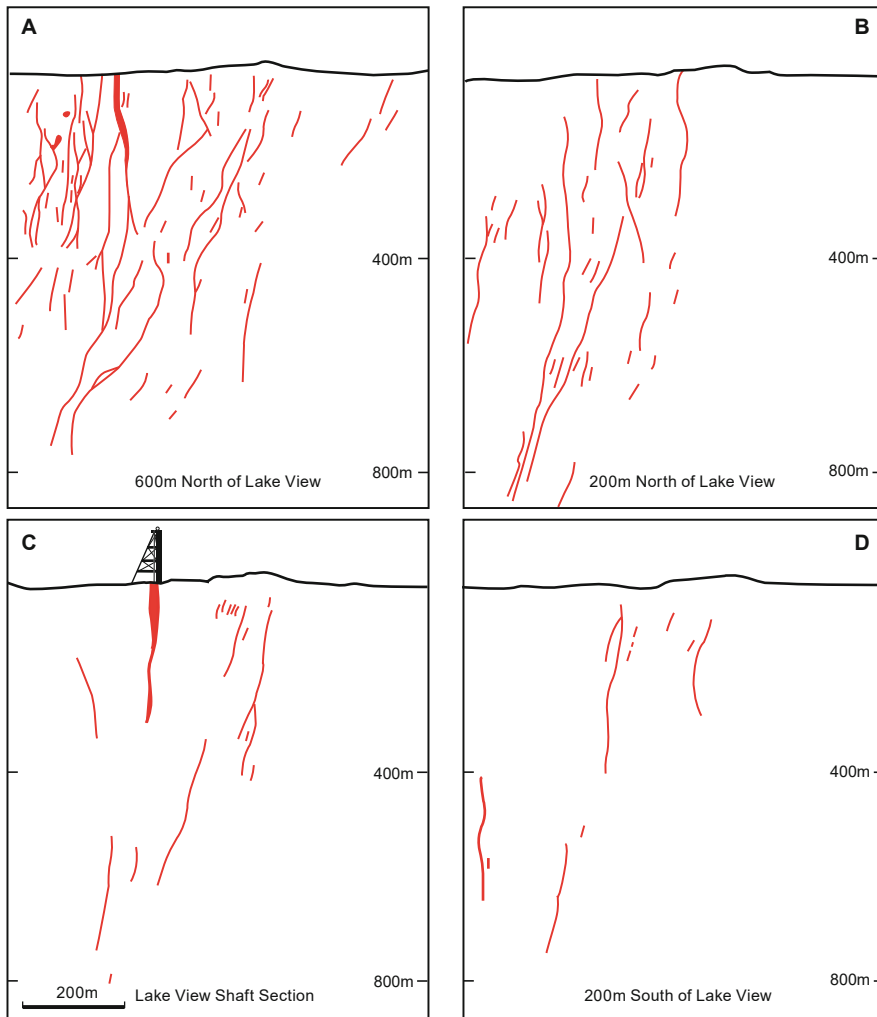 A
400m
800m
600m North of Lake View
B
400m
800m
200m North of Lake View
C
400m
800m
200m
Lake View Shaft Section
D
400m
800m
200m South of Lake View